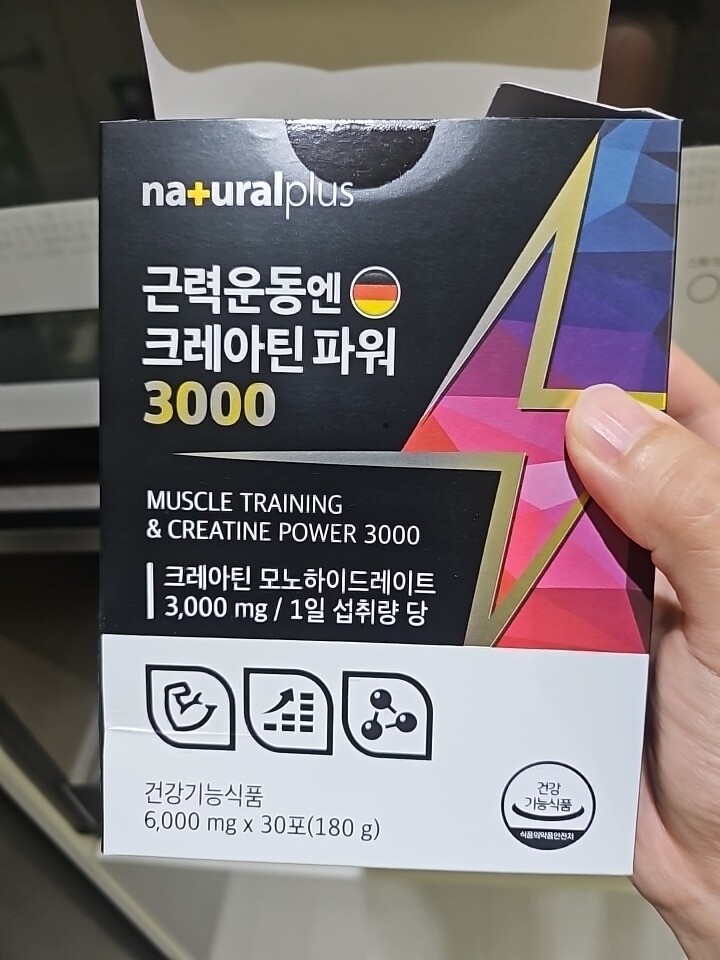 na+uralplus
근력운동엔
크레아틴 파워
3000
MUSCLE TRAINING
& CREATINE POWER 3000
크레아틴 모노하이드레이트
3,000 mg / 1일 섭취량 당
건강기능식품
6,000 mg x 30포(180 g)
건강
기능식품
식품의약품안전처